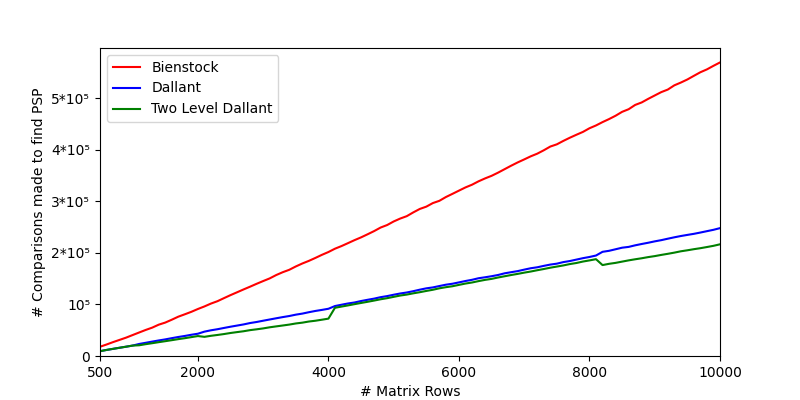 Bienstock
Dallant
Two Level Dallant
# Comparisons made to find PSP
5*10⁵
4*10⁵
3*10⁵
2*10⁵
10⁵
0
500 2000 4000 6000 8000 10000
# Matrix Rows